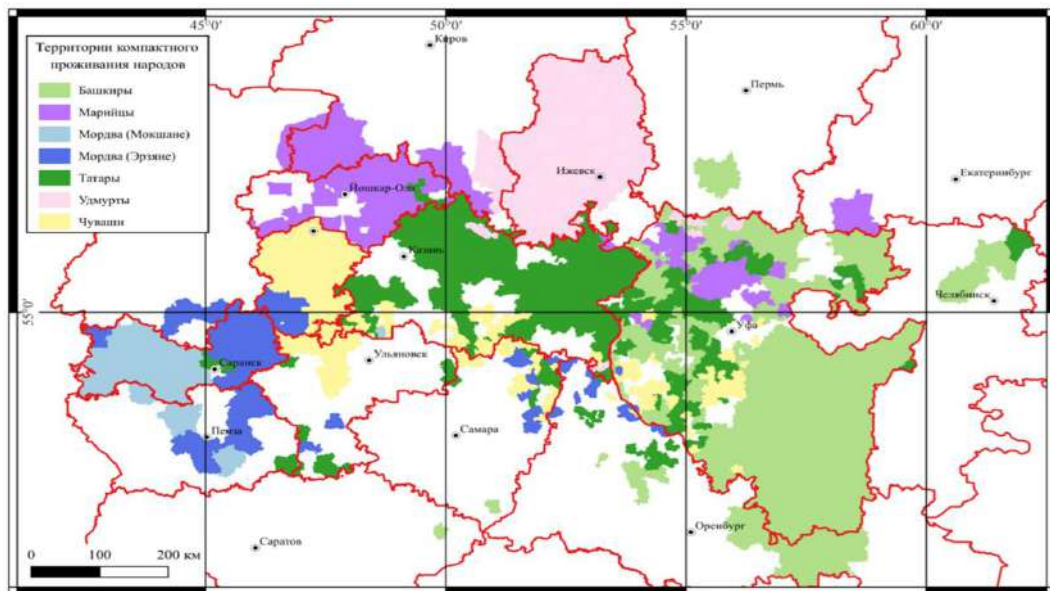 45°0'
50°0'
55°0'
60°0'
Территории компактного
проживания народов
Башкиры
Марийцы
Мордва (Мокшане)
Мордва (Эрзяне)
Татары
Удмурты
Чуваши
Киров
Пермь
Ижевск
Екатеринбург
Йошкар-Ола
Казань
Челябинск
55°0'
55°0'
Уфа
Ульяновск
Саранск
Пенза
Самара
Оренбург
Саратов
0 100 200 км